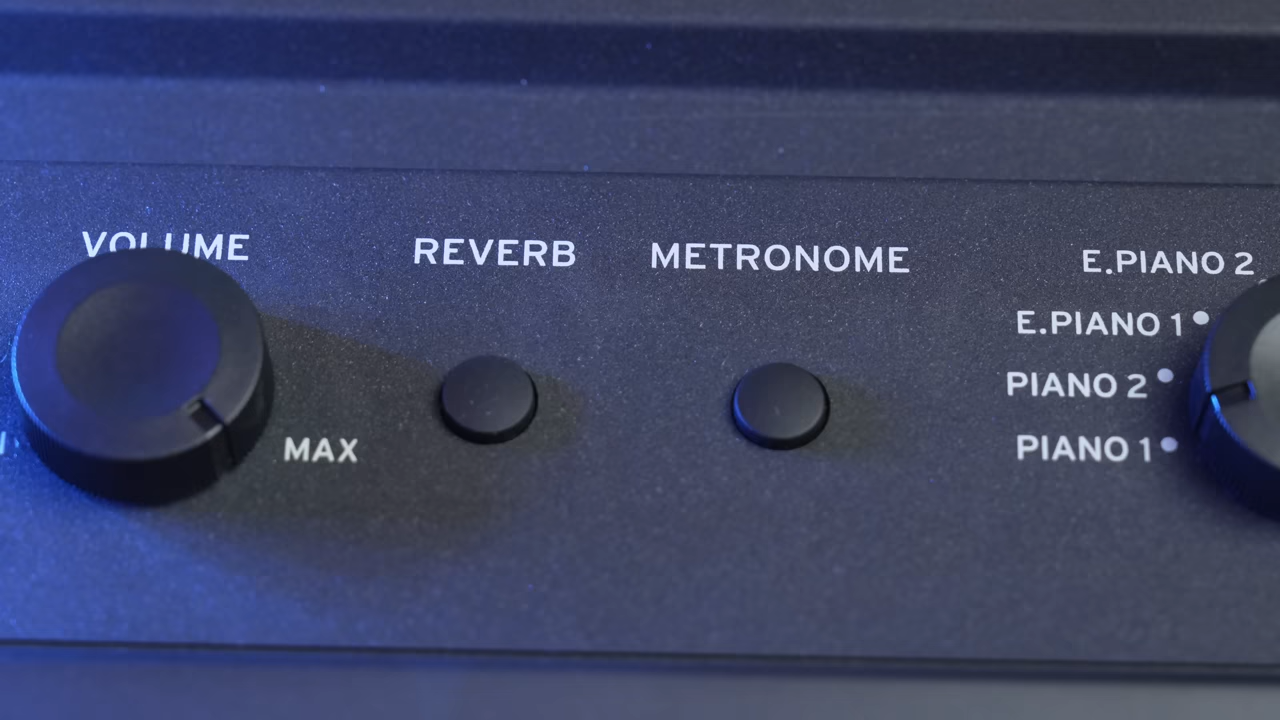 VOLUME
REVERB
METRONOME
E.PIANO 2
E.PIANO 1
PIANO 2
PIANO 1
MAX